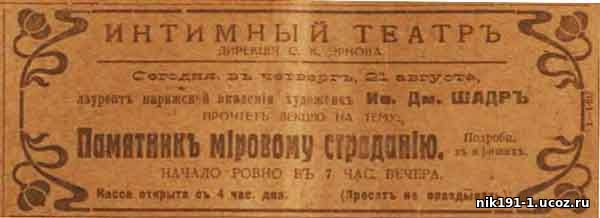 ИНТИМНЫЙ ТЕАТРЪ
ДИРЕКЦІЯ С. К. ЭРКОВА.
Сегодня, въ четвергъ, 21 августа,
лауреатъ парижской академіи художникъ Ив. Дм. ШАДРЪ
ПРОЧТЕТЪ ЛЕКЦІЮ НА ТЕМУ:
Памятникъ міровому страданію. Подробн. въ афишахъ.
НАЧАЛО РОВНО ВЪ 7 ЧАС. ВЕЧЕРА.
Касса открыта съ 4 час. дня. (Просятъ не опаздывать).
nik191-1.ucoz.ru